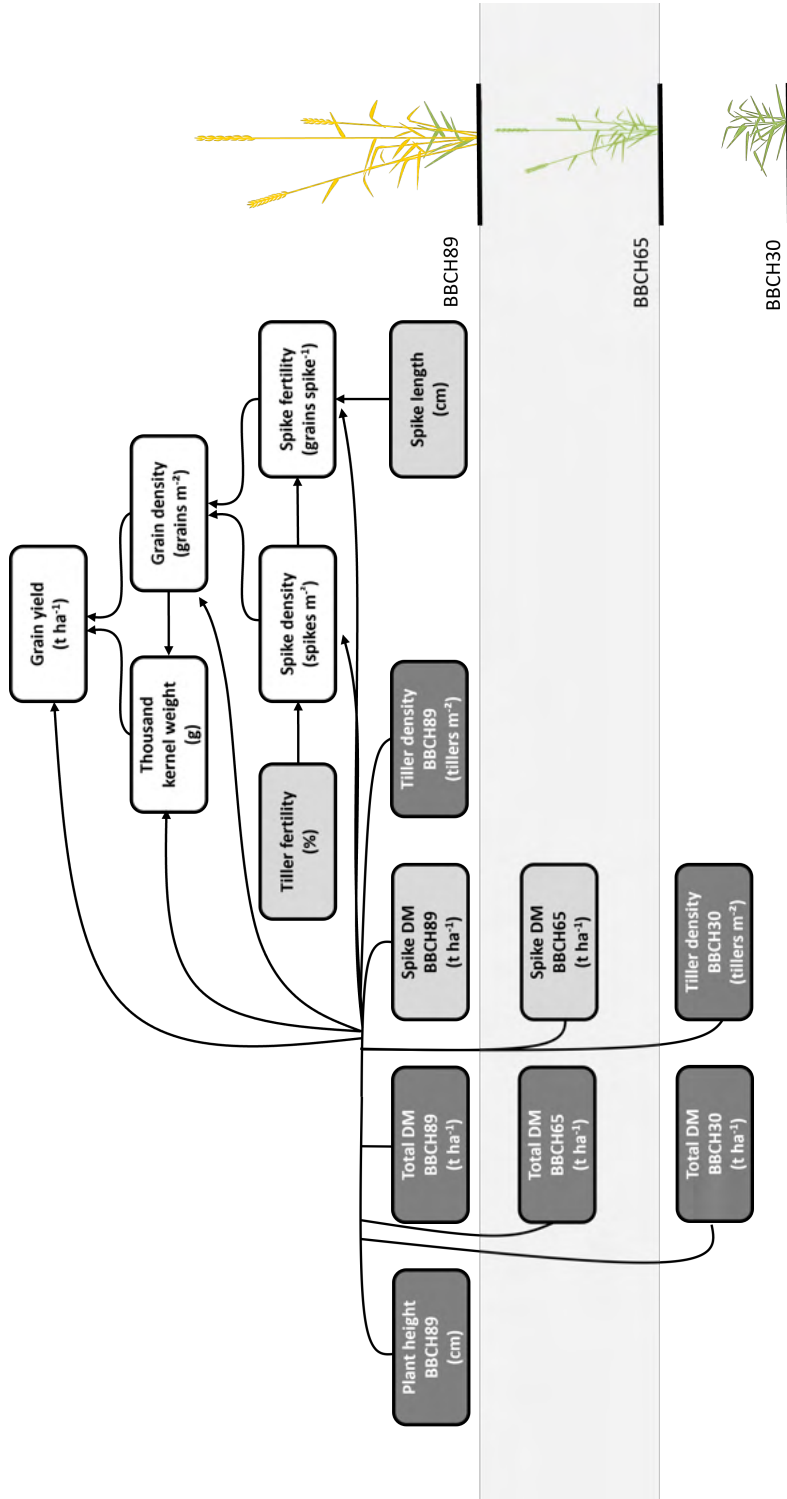 Grain yield
(t ha⁻¹)
Thousand
kernel weight
(g)
Grain density
(grains m⁻²)
Tiller fertility
(%)
Spike density
(spikes m⁻²)
Spike fertility
(grains spike⁻¹)
Plant height
BBCH89
(cm)
Total DM
BBCH89
(t ha⁻¹)
Spike DM
BBCH89
(t ha⁻¹)
Tiller density
BBCH89
(tillers m⁻²)
Spike length
(cm)
BBCH89
Total DM
BBCH65
(t ha⁻¹)
Spike DM
BBCH65
(t ha⁻¹)
BBCH65
Total DM
BBCH30
(t ha⁻¹)
Tiller density
BBCH30
(tillers m⁻²)
BBCH30